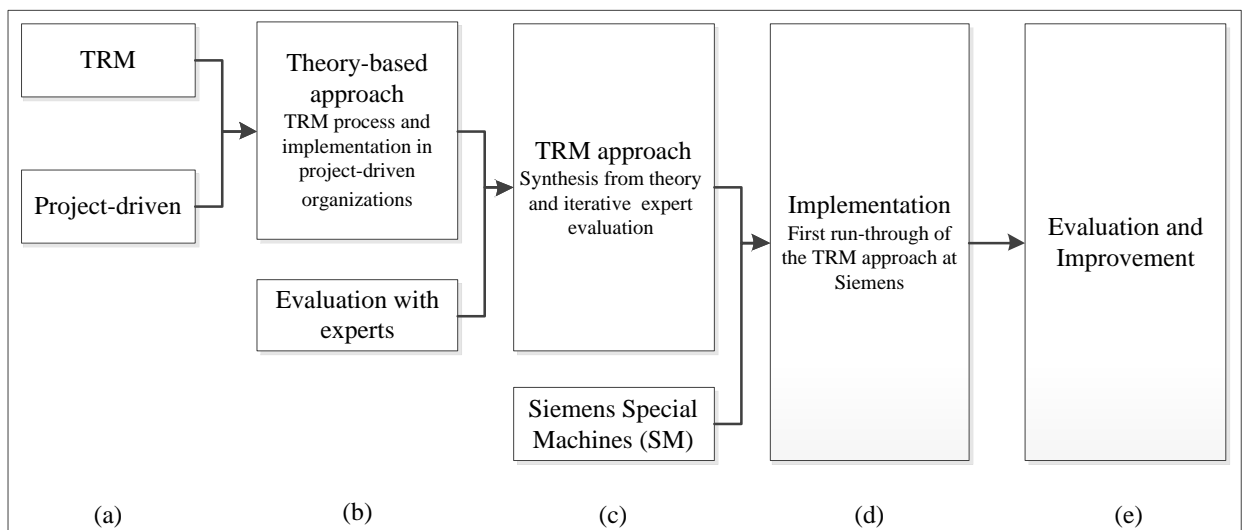 TRM
Project-driven
Theory-based
approach
TRM process and
implementation in
project-driven
organizations
Evaluation with
experts
TRM approach
Synthesis from theory
and iterative expert
evaluation
Siemens Special
Machines (SM)
Implementation
First run-through of
the TRM approach at
Siemens
Evaluation and
Improvement
(a)
(b)
(c)
(d)
(e)